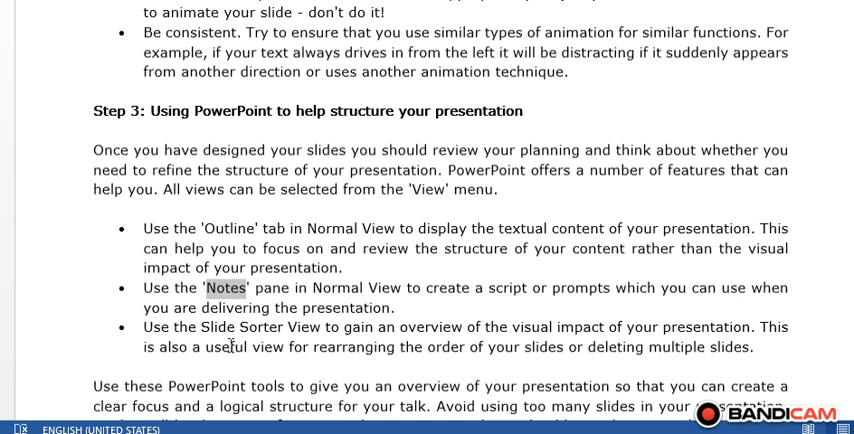 to animate your slide - don't do it!
• Be consistent. Try to ensure that you use similar types of animation for similar functions. For
example, if your text always drives in from the left it will be distracting if it suddenly appears
from another direction or uses another animation technique.
Step 3: Using PowerPoint to help structure your presentation
Once you have designed your slides you should review your planning and think about whether you
need to refine the structure of your presentation. PowerPoint offers a number of features that can
help you. All views can be selected from the 'View' menu.
• Use the 'Outline' tab in Normal View to display the textual content of your presentation. This
can help you to focus on and review the structure of your content rather than the visual
impact of your presentation.
• Use the 'Notes' pane in Normal View to create a script or prompts which you can use when
you are delivering the presentation.
• Use the Slide Sorter View to gain an overview of the visual impact of your presentation. This
is also a useful view for rearranging the order of your slides or deleting multiple slides.
Use these PowerPoint tools to give you an overview of your presentation so that you can create a
clear focus and a logical structure for your talk. Avoid using too many slides in your presentation
BANDICAM
ENGLISH (UNITED STATES)